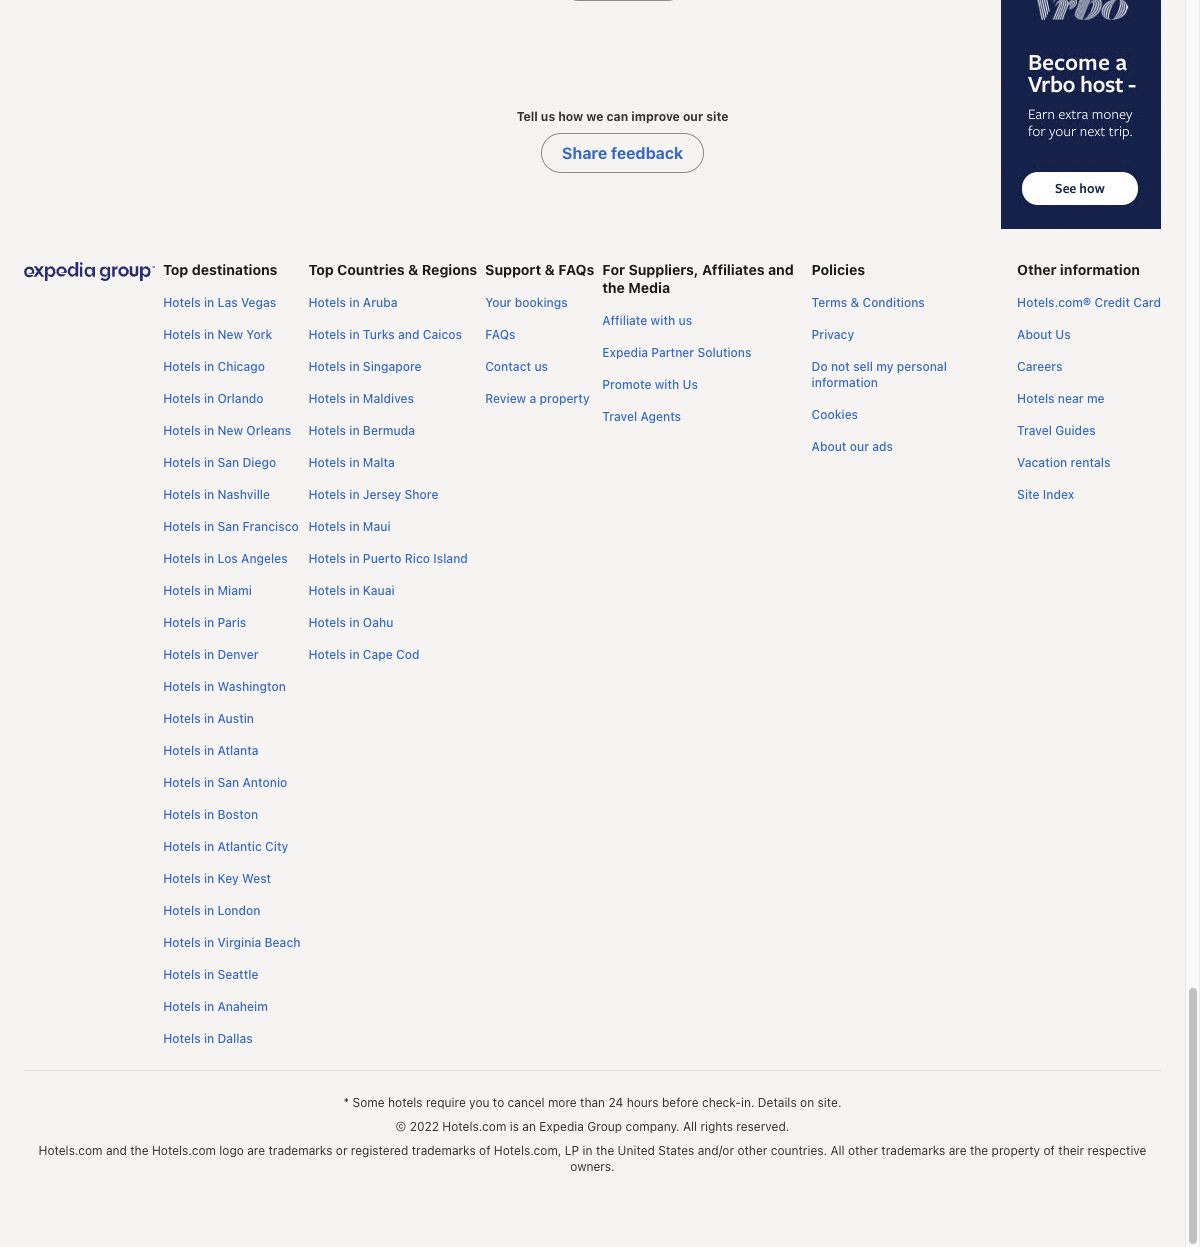 Vrbo
Become a
Vrbo host -
Earn extra money
for your next trip.
See how
Tell us how we can improve our site
Share feedback
expedia group
Top destinations
Hotels in Las Vegas
Hotels in New York
Hotels in Chicago
Hotels in Orlando
Hotels in New Orleans
Hotels in San Diego
Hotels in Nashville
Hotels in San Francisco
Hotels in Los Angeles
Hotels in Miami
Hotels in Paris
Hotels in Denver
Hotels in Washington
Hotels in Austin
Hotels in Atlanta
Hotels in San Antonio
Hotels in Boston
Hotels in Atlantic City
Hotels in Key West
Hotels in London
Hotels in Virginia Beach
Hotels in Seattle
Hotels in Anaheim
Hotels in Dallas
Top Countries & Regions
Hotels in Aruba
Hotels in Turks and Caicos
Hotels in Singapore
Hotels in Maldives
Hotels in Bermuda
Hotels in Malta
Hotels in Jersey Shore
Hotels in Maui
Hotels in Puerto Rico Island
Hotels in Kauai
Hotels in Oahu
Hotels in Cape Cod
Support & FAQs
Your bookings
FAQs
Contact us
Review a property
For Suppliers, Affiliates and
the Media
Affiliate with us
Expedia Partner Solutions
Promote with Us
Travel Agents
Policies
Terms & Conditions
Privacy
Do not sell my personal
information
Cookies
About our ads
Other information
Hotels.com® Credit Card
About Us
Careers
Hotels near me
Travel Guides
Vacation rentals
Site Index
* Some hotels require you to cancel more than 24 hours before check-in. Details on site.
© 2022 Hotels.com is an Expedia Group company. All rights reserved.
Hotels.com and the Hotels.com logo are trademarks or registered trademarks of Hotels.com, LP in the United States and/or other countries. All other trademarks are the property of their respective
owners.